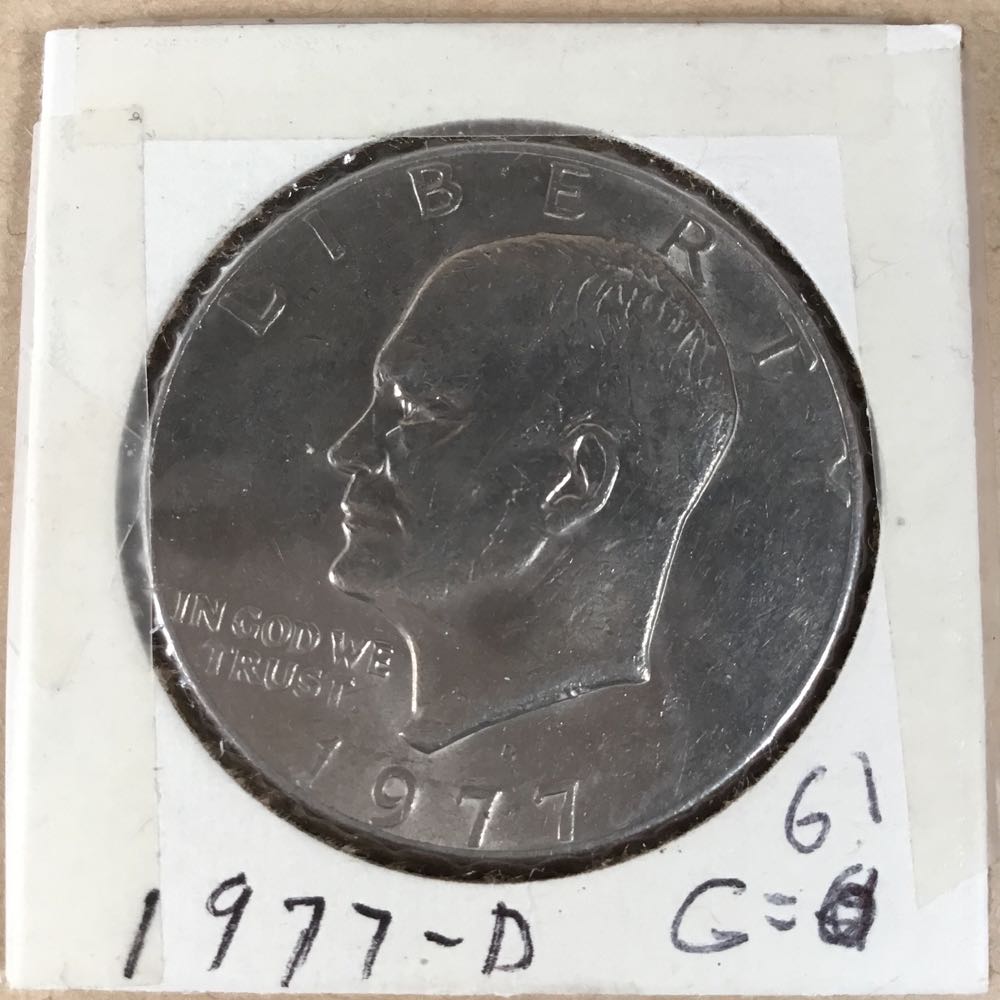 LIBERTY
IN GOD WE
TRUST
D
1977
61
1977-D G=